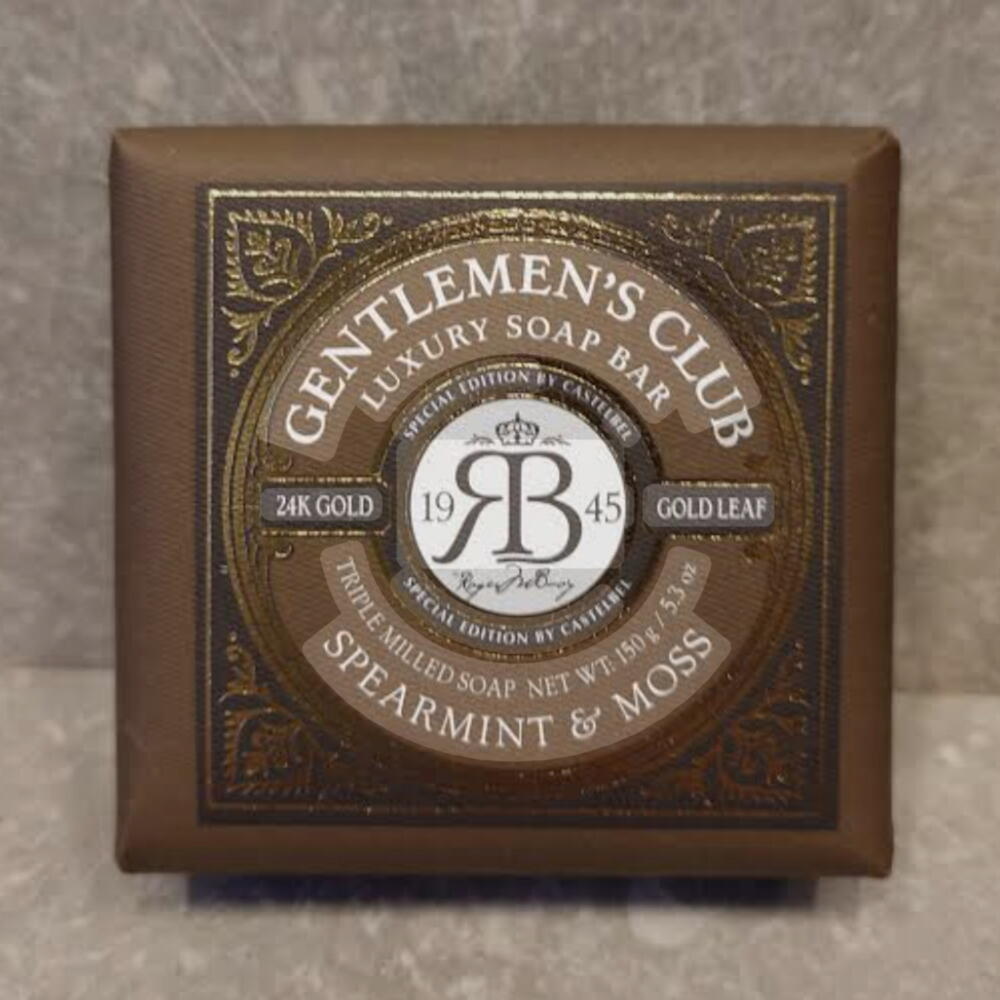 GENTLEMEN'S CLUB
LUXURY SOAP BAR
SPECIAL EDITION BY CASTELBEL
24K GOLD
19 RB 45
GOLD LEAF
SPECIAL EDITION BY CASTELBEL
TRIPLE MILLED SOAP NET WT: 150 g / 5.3 oz
SPEARMINT & MOSS